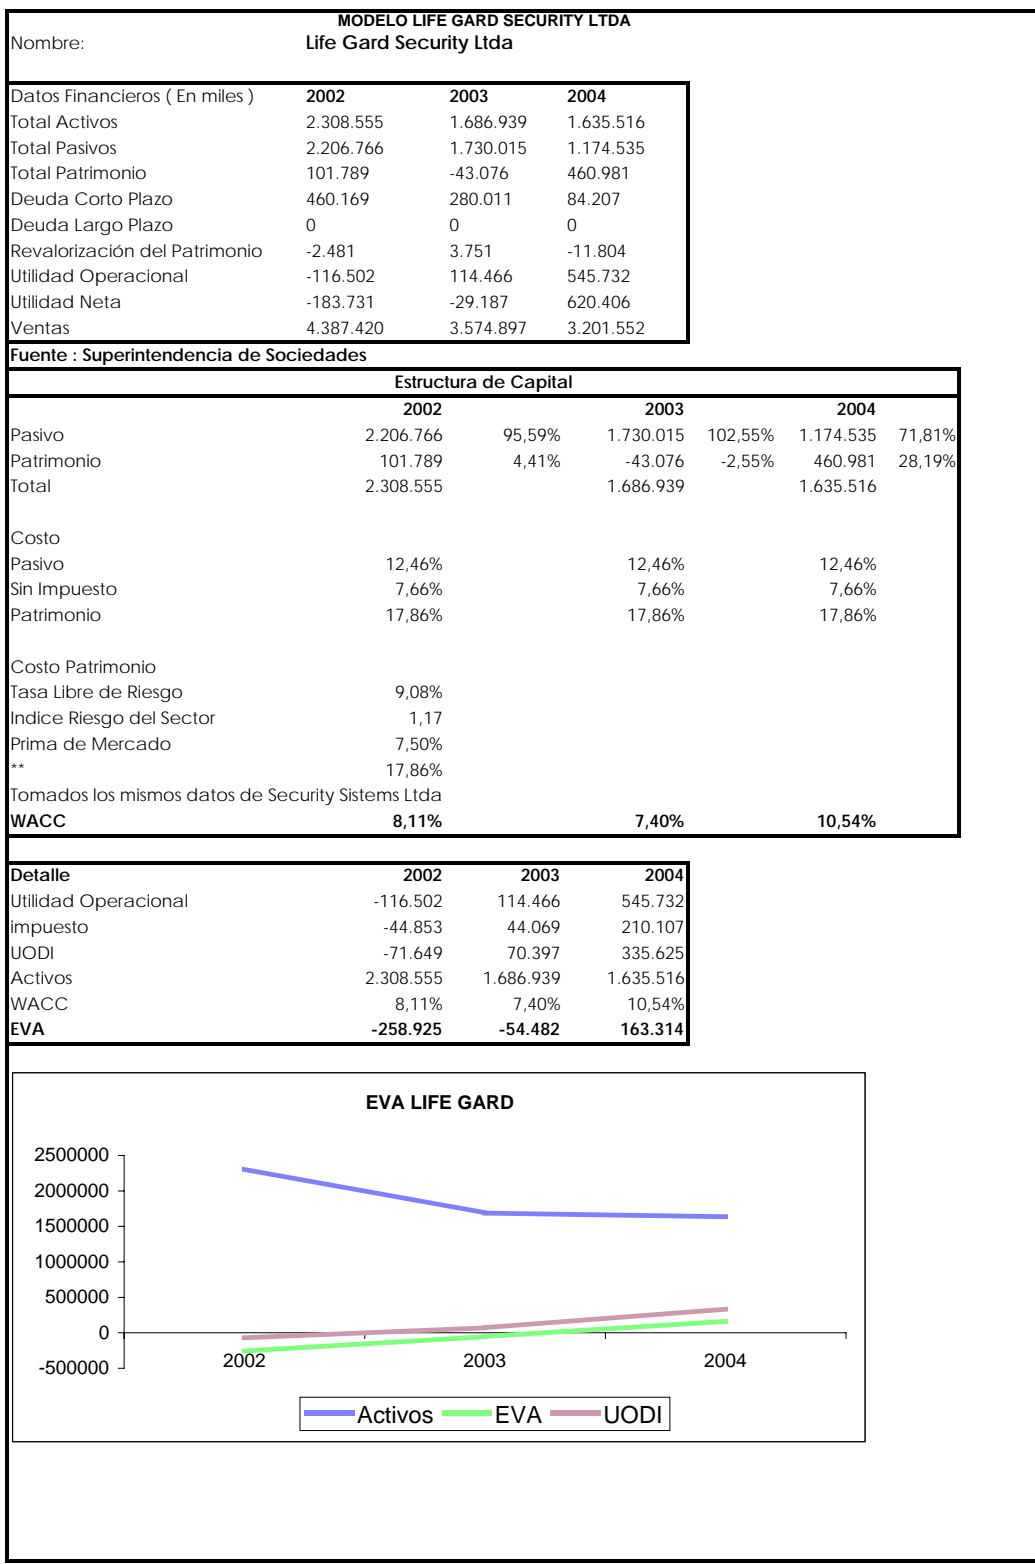 MODELO LIFE GARD SECURITY LTDA
Nombre: Life Gard Security Ltda
Datos Financieros ( En miles ) 2002 2003 2004
Total Activos 2.308.555 1.686.939 1.635.516
Total Pasivos 2.206.766 1.730.015 1.174.535
Total Patrimonio 101.789 -43.076 460.981
Deuda Corto Plazo 460.169 280.011 84.207
Deuda Largo Plazo 0 0 0
Revalorización del Patrimonio -2.481 3.751 -11.804
Utilidad Operacional -116.502 114.466 545.732
Utilidad Neta -183.731 -29.187 620.406
Ventas 4.387.420 3.574.897 3.201.552
Fuente : Superintendencia de Sociedades
Estructura de Capital
2002 2003 2004
Pasivo 2.206.766 95,59% 1.730.015 102,55% 1.174.535 71,81%
Patrimonio 101.789 4,41% -43.076 -2,55% 460.981 28,19%
Total 2.308.555 1.686.939 1.635.516
Costo
Pasivo 12,46% 12,46% 12,46%
Sin Impuesto 7,66% 7,66% 7,66%
Patrimonio 17,86% 17,86% 17,86%
Costo Patrimonio
Tasa Libre de Riesgo 9,08%
Indice Riesgo del Sector 1,17
Prima de Mercado 7,50%
** 17,86%
Tomados los mismos datos de Security Sistems Ltda
WACC 8,11% 7,40% 10,54%
Detalle 2002 2003 2004
Utilidad Operacional -116.502 114.466 545.732
impuesto -44.853 44.069 210.107
UODI -71.649 70.397 335.625
Activos 2.308.555 1.686.939 1.635.516
WACC 8,11% 7,40% 10,54%
EVA -258.925 -54.482 163.314
EVA LIFE GARD
2500000
2000000
1500000
1000000
500000
0
-500000
2002 2003 2004
Activos EVA UODI